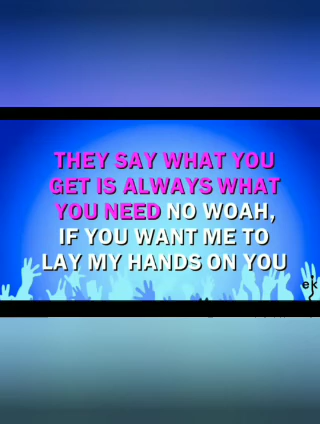 THEY SAY WHAT YOU
GET IS ALWAYS WHAT
YOU NEED NO WOAH,
IF YOU WANT ME TO
LAY MY HANDS ON YOU
ek